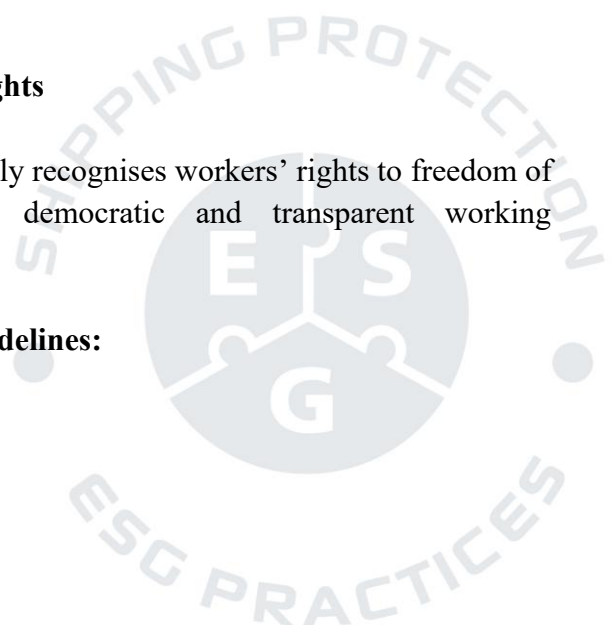 ghts
ly recognises workers’ rights to freedom of
democratic and transparent working
delines:
SHIPPING PROTECTION
E S
G
ESG PRACTICES